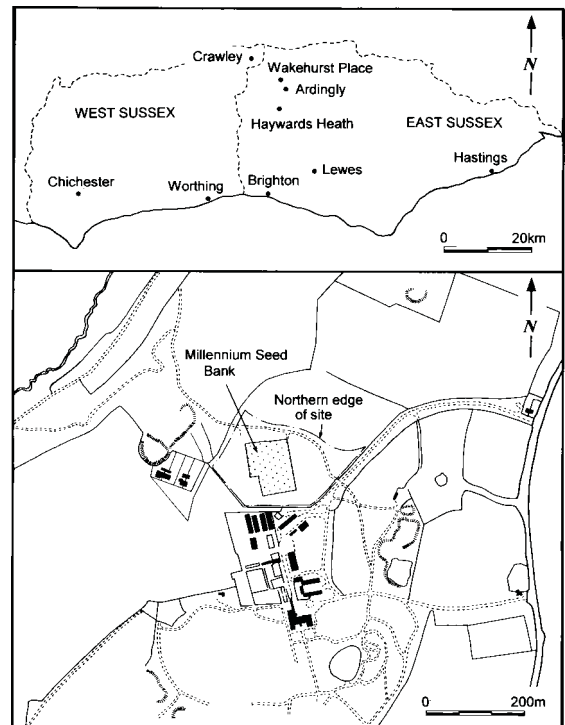 N
Crawley
Wakehurst Place
Ardingly
WEST SUSSEX
Haywards Heath
EAST SUSSEX
Chichester
Worthing
Brighton
Lewes
Hastings
0 20km
N
Millennium Seed
Bank
Northern edge
of site
0 200m